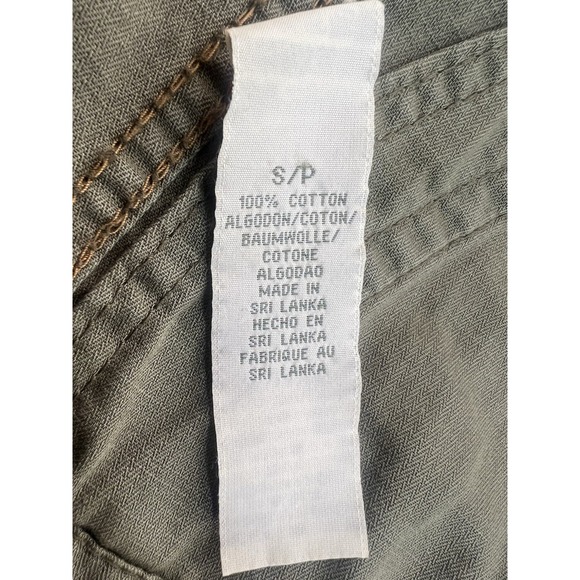 S/P
100% COTTON
ALGODON/COTON/
BAUMWOLLE/
COTONE
ALGODAO
MADE IN
SRI LANKA
HECHO EN
SRI LANKA
FABRIQUE AU
SRI LANKA